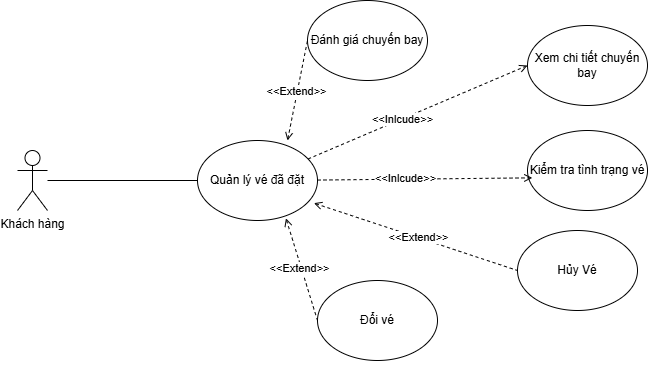 Đánh giá chuyến bay
Xem chi tiết chuyến
bay
<<Extend>>
<<Inlcude>>
Kiểm tra tình trạng vé
Quản lý vé đã đặt
<<Inlcude>>
Khách hàng
<<Extend>>
<<Extend>>
Hủy Vé
Đổi vé